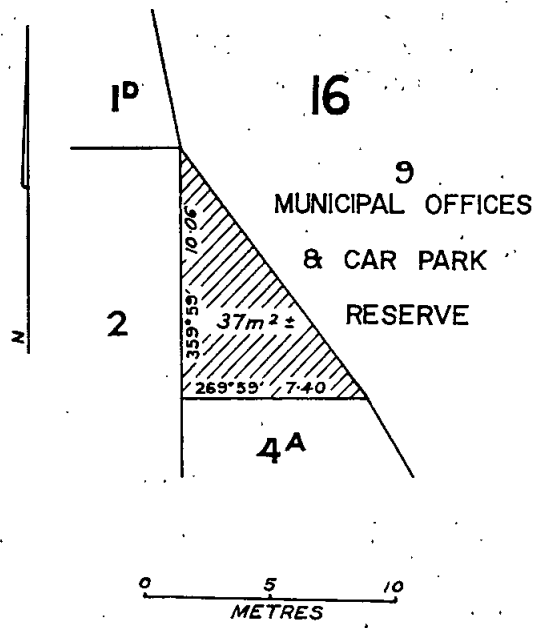 1D
16
9
MUNICIPAL OFFICES
& CAR PARK
RESERVE
10·06
359°59'
2
37m² ±
N
269°59' 7·40
4A
0 5 10
METRES